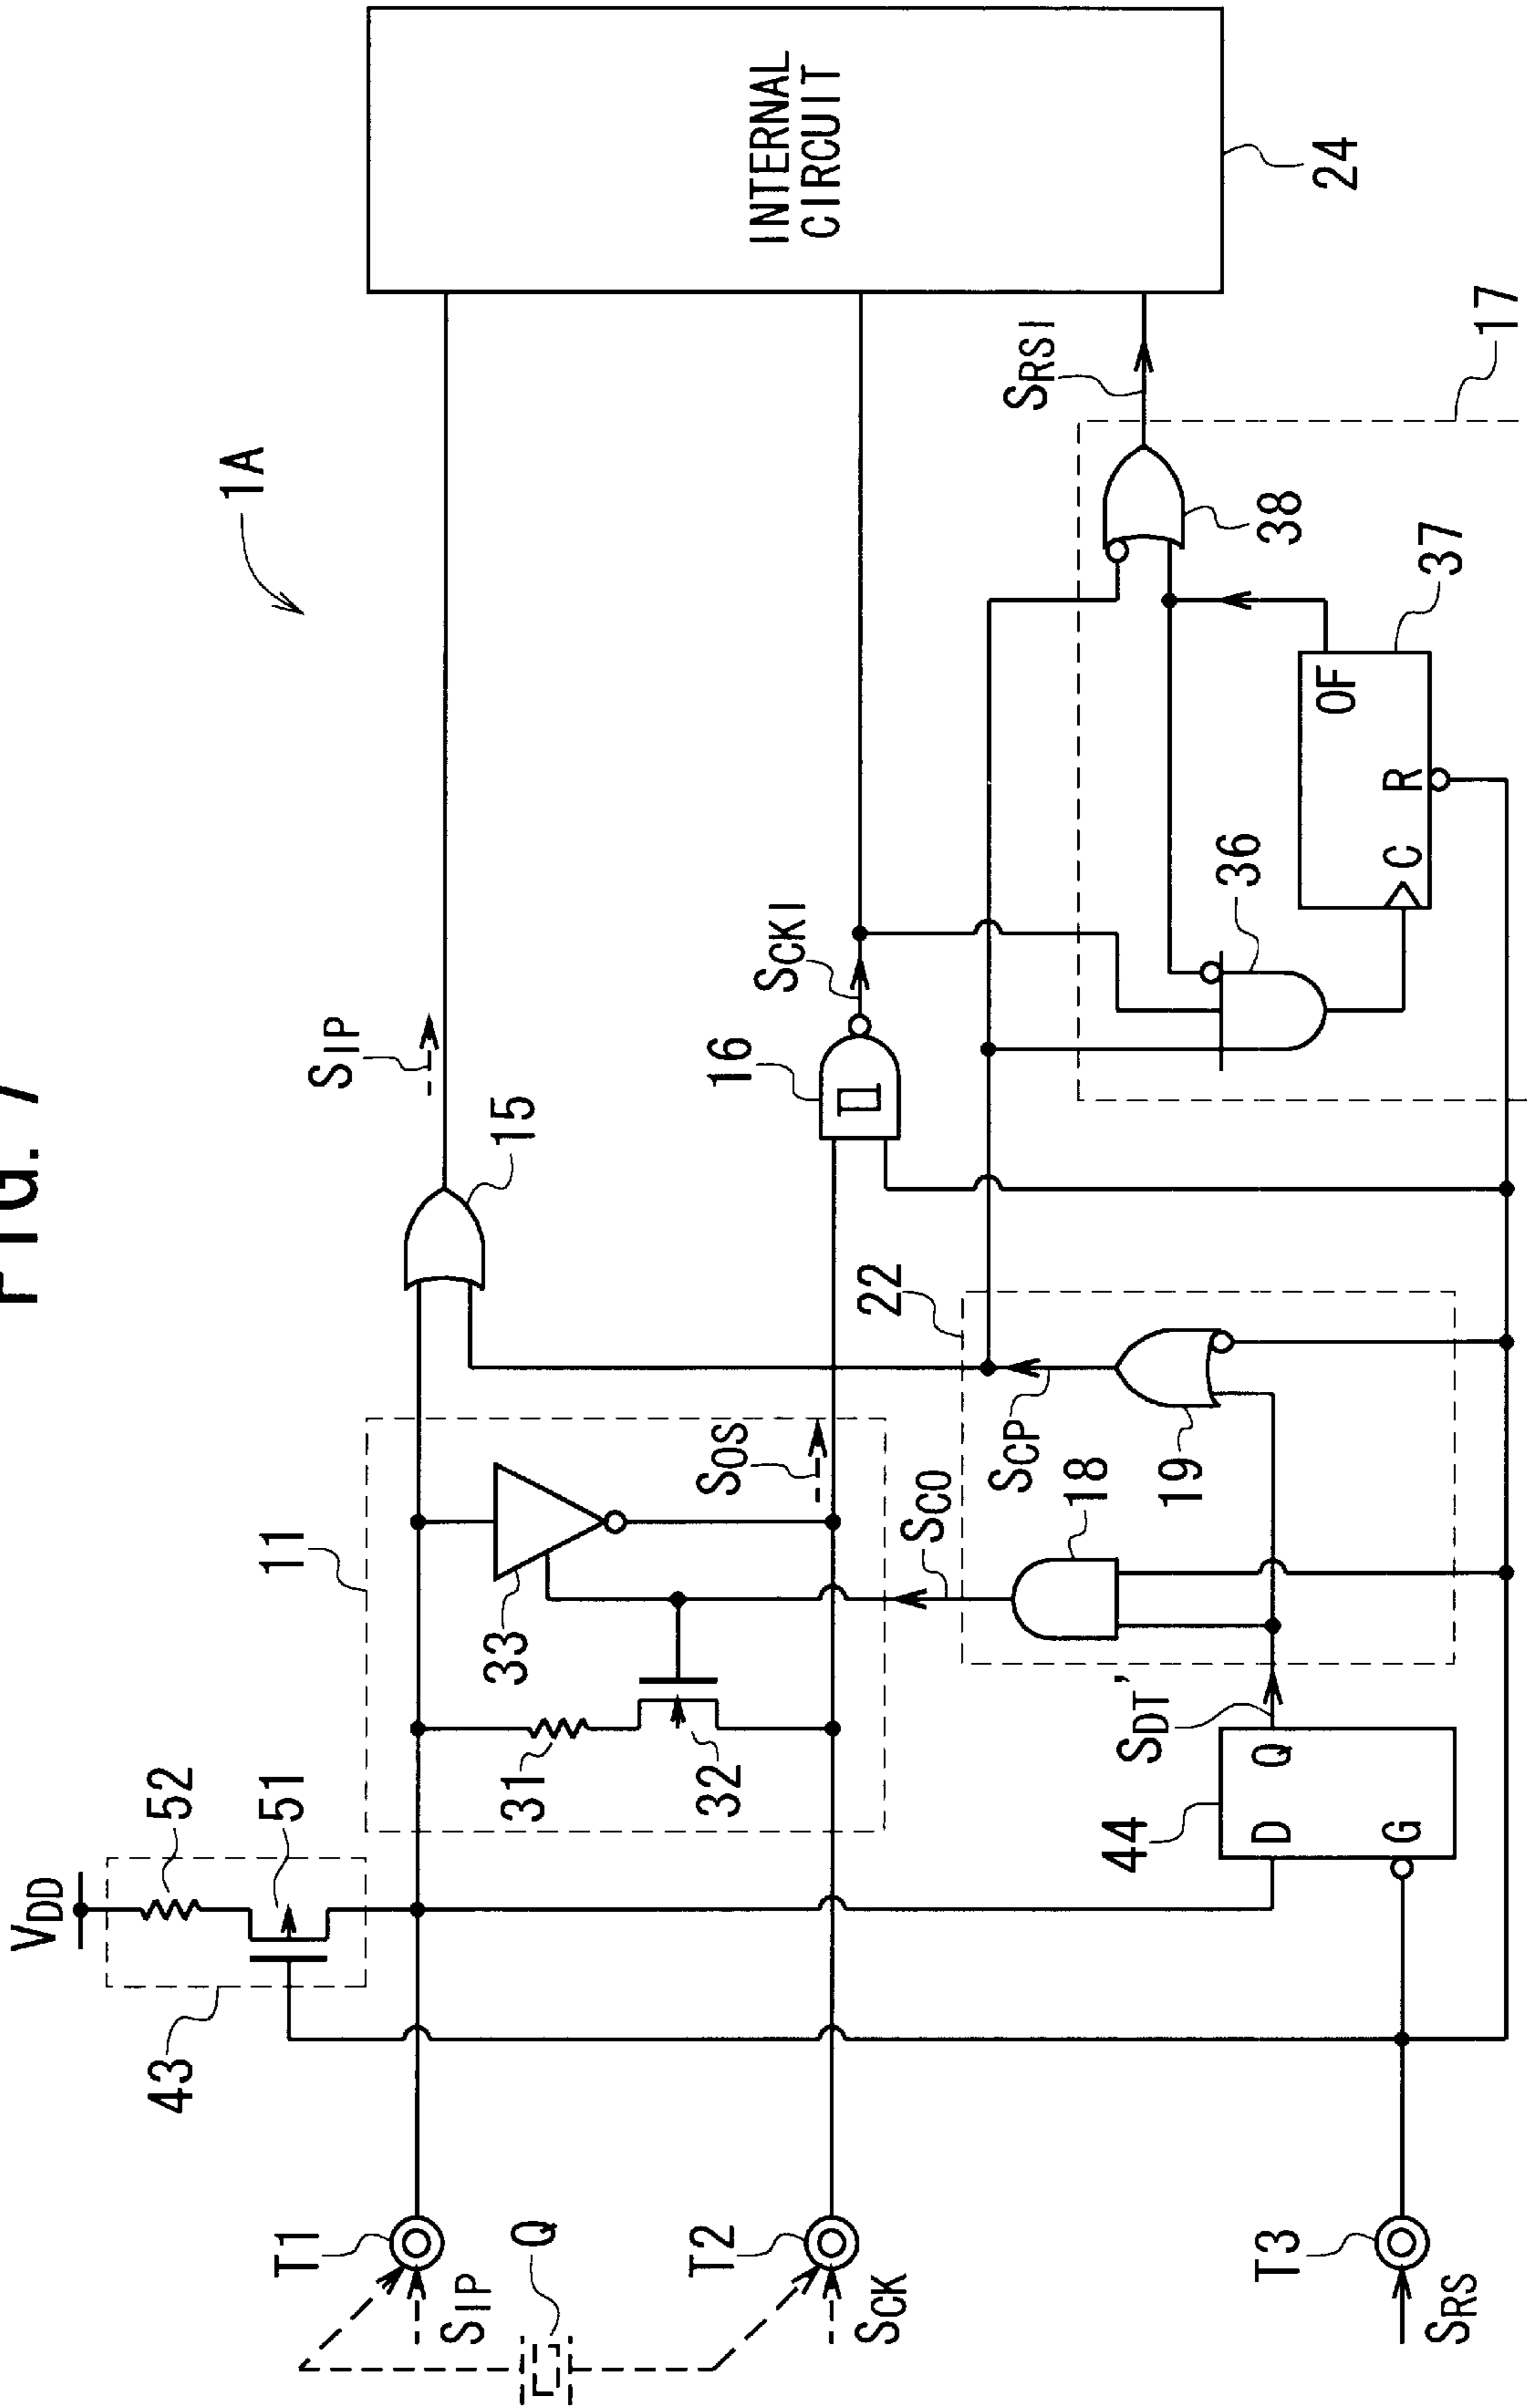 FIG. 7
1A
VDD
52
51
43
11
31
32
33
SOS
15
SIP
INTERNAL
CIRCUIT
24
T1
SIP
Q
T2
SCK
T3
SRS
16
SCKI
SCO
22
SCP
18
19
SDT'
44
D
Q
G
SRSI
17
38
37
OF
R
C
36